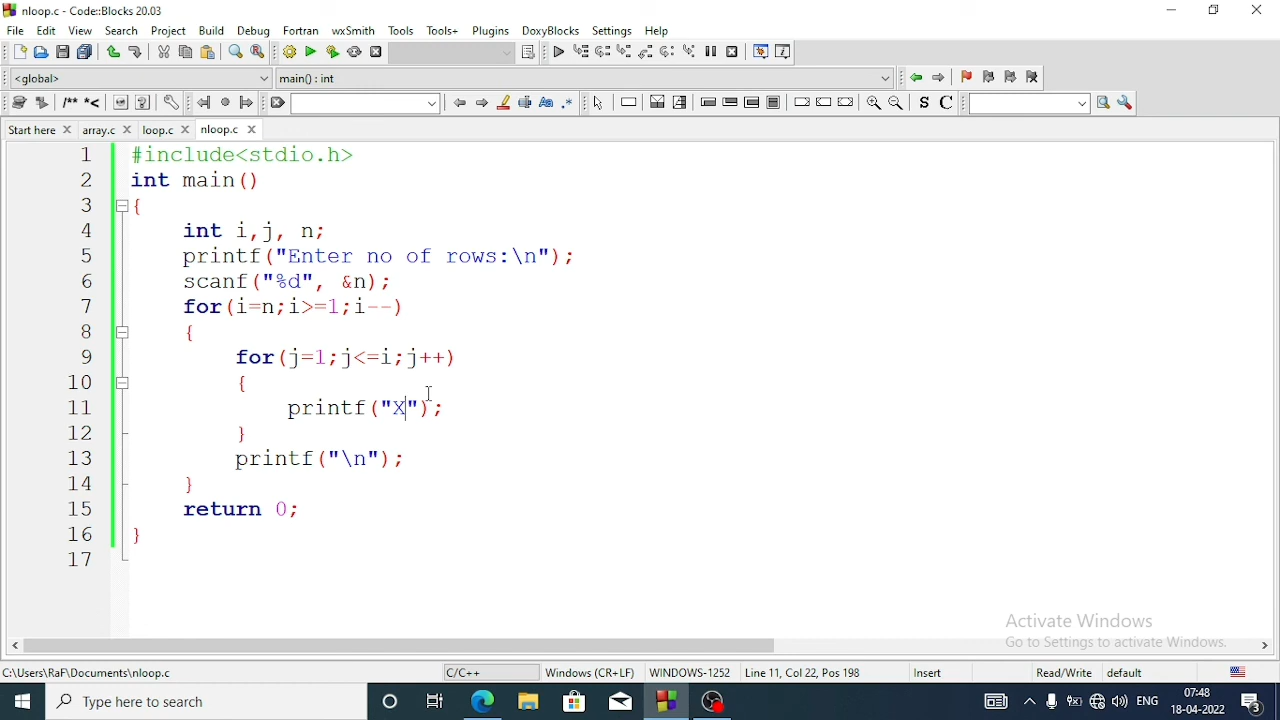 nloop.c - Code::Blocks 20.03
File Edit View Search Project Build Debug Fortran wxSmith Tools Tools+ Plugins DoxyBlocks Settings Help
<global> main() : int
Start here array.c loop.c nloop.c
1 #include<stdio.h>
2 int main()
3 {
4 int i,j, n;
5 printf("Enter no of rows:\n");
6 scanf("%d", &n);
7 for(i=n;i>=1;i--)
8 {
9 for(j=1;j<=i;j++)
10 {
11 printf("X");
12 }
13 printf("\n");
14 }
15 return 0;
16 }
17
Activate Windows
Go to Settings to activate Windows.
C:\Users\RaF\Documents\nloop.c C/C++ Windows (CR+LF) WINDOWS-1252 Line 11, Col 22, Pos 198 Insert Read/Write default
Type here to search ENG 07:48
18-04-2022 3